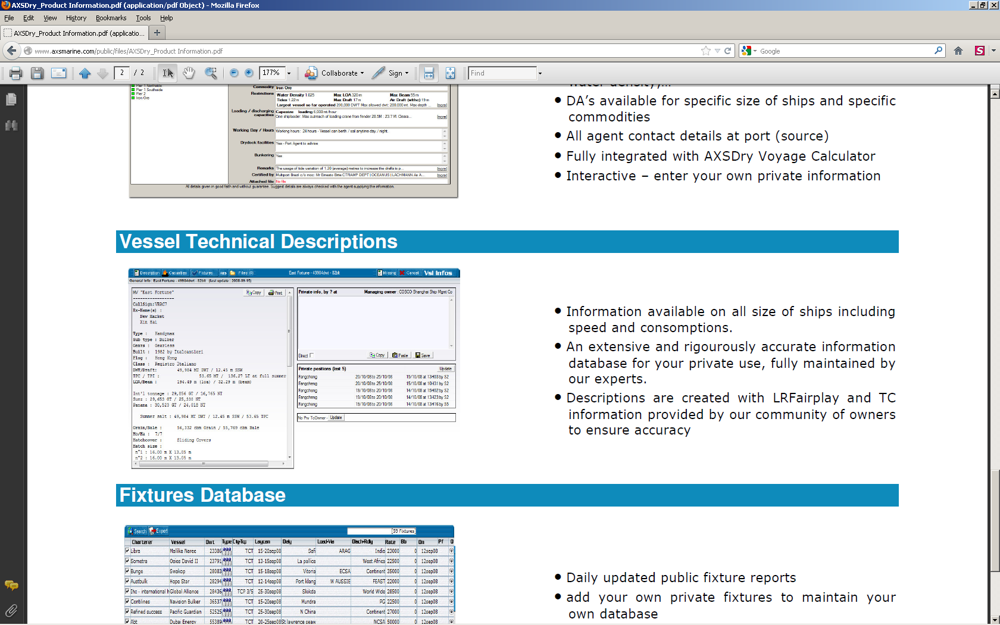 AXSDry_Product Information.pdf (application/pdf Object) - Mozilla Firefox
File Edit View History Bookmarks Tools Help
AXSDry_Product Information.pdf (applicatio...
www.axsmarine.com/public/files/AXSDry_Product Information.pdf
Google
2 / 2
177%
Collaborate
Sign
Find
Pier 1 Northside
Pier 1 Southside
Pier 2
Iron Ore
Commodity Iron Ore
Restrictions Water Density 1.025 Max LOA 320 m Max Beam 55 m
Tides 1.22 m Max Draft 17 m Air Draft (wlthc) 19 m
Largest vessel so far operated 200,000 DWT Max allowed dwt: 200,000 mt. Max depth ... [more]
Loading / discharging capacities Capesize loading 6,000 mt/hour
One shiploader. Max outreach of loading crane from fender 28.5M : 23.7 M. Cleara... [more]
Working Day / Hours Working hours: 24 hours - Vessel can berth / sail anytime day / night..
Drydock facilities Yes - Port Agent to advise
Bunkering Yes
Remarks The usage of tide variation of 1.20 (average) metres to increase the drafts is p... [more]
Certified by Multiport Brazil c/o moc: Mr Ernesto Brite CTRAMP DEPT | OCEANUS | LACHMANN As A... [more]
Attached file No file
All details given in good faith and without guarantee. Suggest details are always checked with the agent supplying the information.
water density,...
• DA's available for specific size of ships and specific
commodities
• All agent contact details at port (source)
• Fully integrated with AXSDry Voyage Calculator
• Interactive – enter your own private information
Vessel Technical Descriptions
Description Casualties Fixtures Files (0) East Fortune - 49984dwt - 82blt Missing Cancel Vsl Infos
General Info : East Fortune - 49984dwt - 82blt (last update : 2008-09-16)
MV "East Fortune" Copy Print
----------------
CallSign:VRAC7
Ex-Name(s) :
New Market
Xin Hai
Type : Handymax
Sub type : Bulker
Gears : Gearless
Built : 1982 by Italcantieri
Flag : Hong Kong
Class : Registro Italiano
DWT/Draft: 49,984 MT DWT / 12.45 m SSW
TPC / TPI : 53.65 MT / 136.27 LT at full summer
LOA/Beam : 194.49 m (loa) / 32.29 m (beam)
Int'l tonnage : 29,856 GT / 16,765 NT
Suez : 29,653 GT / 25,330 NT
Panama : 30,523 GT / 24,018 NT
Summer salt : 49,984 MT DWT / 12.45 m SSW / 53.65 TPC
Grain/Bale : 56,332 cbm Grain / 55,769 cbm Bale
Ho/Ha : 7/7
Hatchcover : Sliding Covers
Hatch size :
n°1 : 16.00 m X 13.05 m
n°2 : 16.00 m X 13.05 m
Private info, by ? at Managing owner : COSCO Shanghai Ship Mgmt Co
Direct Copy Paste Save
Private positions (last 5) Update
Fangcheng 20/10/08 to 25/10/08 15/10/08 at 13H03 by S2
Fangcheng 20/10/08 to 25/10/08 15/10/08 at 10H31 by S2
Fangcheng 19/10/08 to 20/10/08 14/10/08 at 15H02 by S2
Fangcheng 19/10/08 to 20/10/08 14/10/08 at 13H23 by S2
Fangcheng 19/10/08 to 20/10/08 14/10/08 at 13H16 by S5
No Prv TcOwner - Update
• Information available on all size of ships including
speed and consomptions.
• An extensive and rigourously accurate information
database for your private use, fully maintained by
our experts.
• Descriptions are created with LRFairplay and TC
information provided by our community of owners
to ensure accuracy
Fixtures Database
Search Export [59 Fixtures]
Charterer Vessel Dwt Type Cty-Tcp Laycan Dely Load-Via Disch-Rdly Rate Bb On Pf
Libra Mallika Naree 23386 TCT 15-20sep08 Safi ARAG India 23000 0 12sep08
Sometra Osios David II 23791 TCT 13-15sep08 La pallice West Africa 22500 0 12sep08
Bunge Swakop 28083 TCT 15-18sep08 Vitoria ECSA Continent 35000 0 12sep08
Austbulk Hope Star 28294 TCT 12-14sep08 Port klang W AUSSIE FEAST 22000 0 12sep08
Ihc - international h Global Alliance 28436 TCP 3/5 25-30sep08 Skikda World Wide 28500 0 12sep08
Contilines Navision Bulker 36537 TCT 15-20sep08 Mundra PG 22500 0 12sep08
Refined success Pacific Guardian 52525 TCT 25-30sep08 N China Continent 27000 0 12sep08
Abt Dubai Energy 55389 TCT 20-25sep08 St lawrence seaw NCSA 50000 0 12sep08
• Daily updated public fixture reports
• add your own private fixtures to maintain your
own database